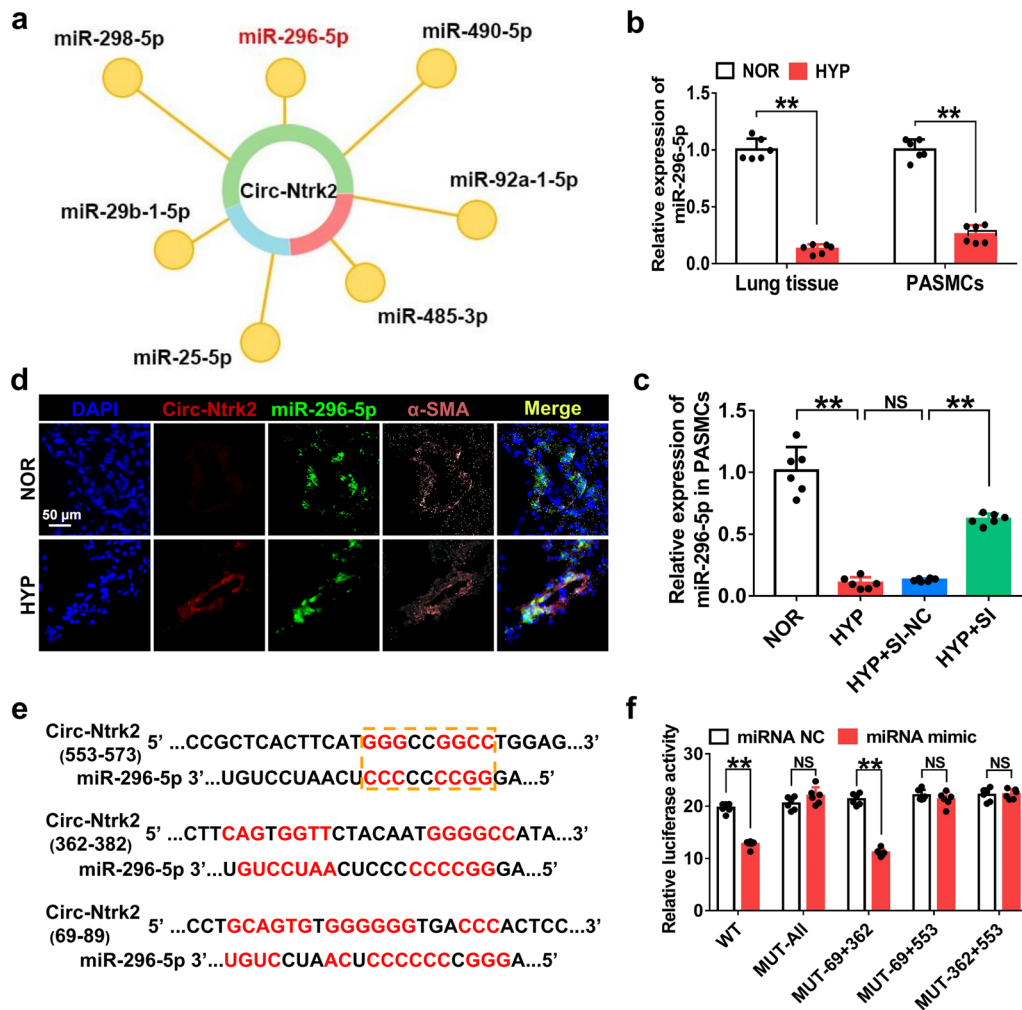 a
miR-298-5p
miR-296-5p
miR-490-5p
Circ-Ntrk2
miR-92a-1-5p
miR-29b-1-5p
miR-485-3p
miR-25-5p
b
NOR HYP
Relative expression of
miR-296-5p
1.5
1.0
0.5
0.0
**
**
Lung tissue PASMCs
d
DAPI Circ-Ntrk2 miR-296-5p α-SMA Merge
NOR
50 μm
HYP
c
Relative expression of
miR-296-5p in PASMCs
1.5
1.0
0.5
0.0
** NS **
NOR HYP HYP+SI-NC HYP+SI
e
Circ-Ntrk2
(553-573)
5’ ...CCGCTCACTTCATGGGCCGGCCTGGAG...3’
miR-296-5p 3’...UGUCCUAACUCCCCCCCGGGA...5’
Circ-Ntrk2
(362-382)
5’ ...CTTCAGTGGTTCTACAATGGGGCCATA...3’
miR-296-5p 3’...UGUCCUAACUCCCCCCCGGGA...5’
Circ-Ntrk2
(69-89)
5’ ...CCTGCAGTGTGGGGGGTGACCCACTCC...3’
miR-296-5p 3’...UGUCCUAACUCCCCCCCGGGA...5’
f
miRNA NC miRNA mimic
Relative luciferase activity
30
20
10
0
** NS ** NS NS
WT MUT-All MUT-69+362 MUT-69+553 MUT-362+553